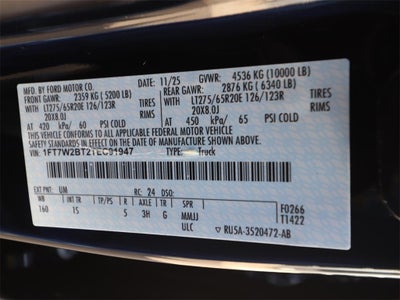 MFD. BY FORD MOTOR CO.
DATE: 11/25 GVWR: 4536 KG (10000 LB)
FRONT GAWR: 2359 KG (5200 LB) REAR GAWR: 2876 KG (6340 LB)
LT275/65R20E 126/123R TIRES LT275/65R20E 126/123R
20X8.0J RIMS 20X8.0J
AT 420 kPa/ 60 PSI COLD AT 450 kPa/ 65 PSI COLD
THIS VEHICLE CONFORMS TO ALL APPLICABLE FEDERAL MOTOR VEHICLE
SAFETY STANDARDS IN EFFECT ON THE DATE OF MANUFACTURE SHOWN ABOVE.
VIN: 1FT7W2BT2TEC91947 TYPE: Truck
EXT PNT: UM RC: 24 DSO:
WB INT TR TP/PS R AXLE TR SPR
160 1S 5 3H G MMJJ
ULC
F0266
T1422
RU5A-3520472-AB